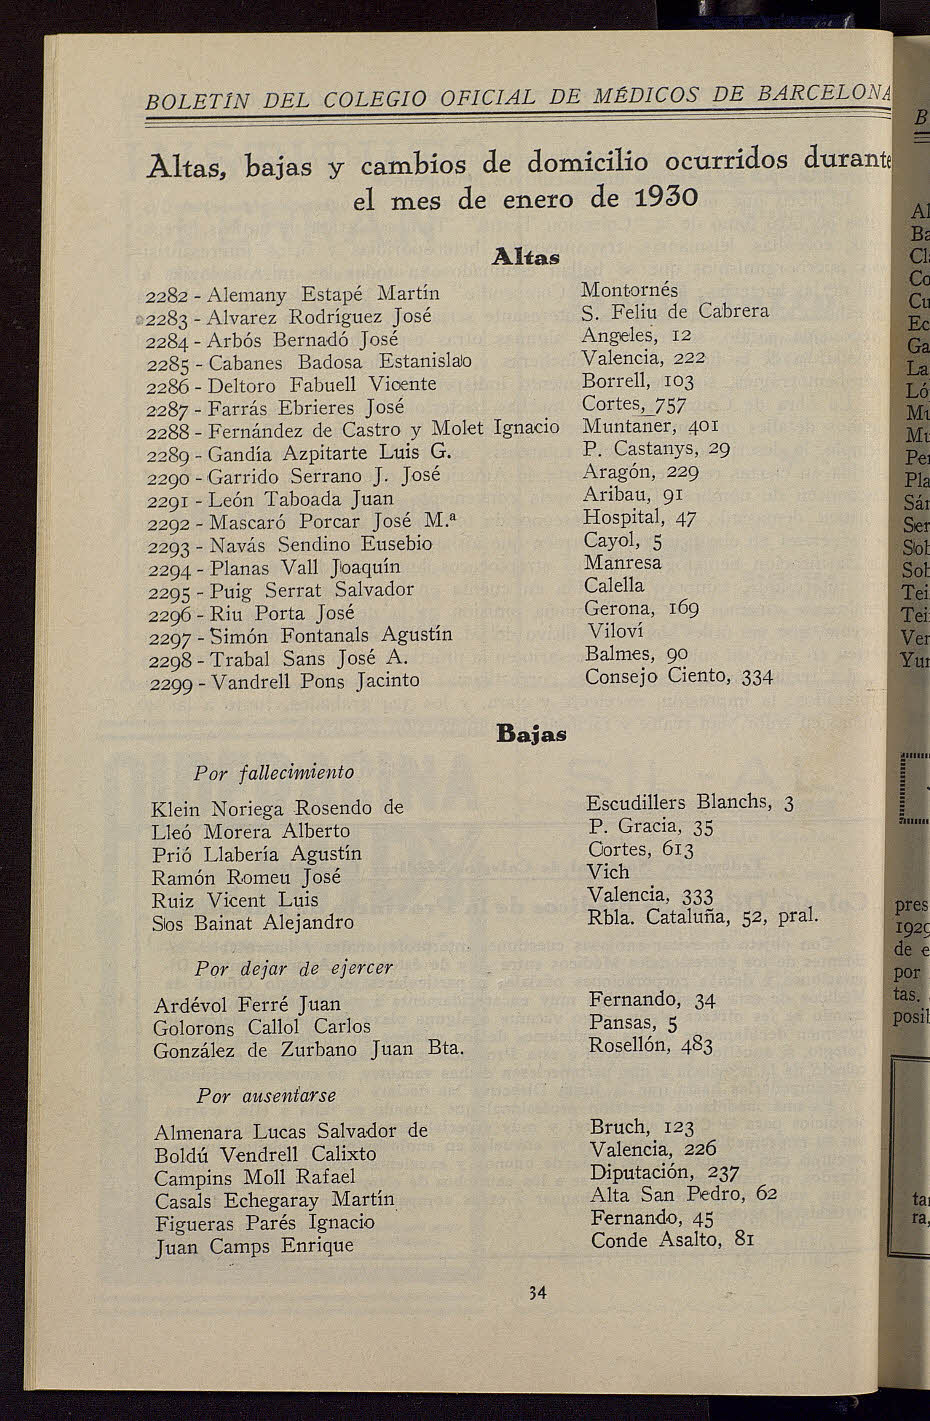 BOLETÍN DEL COLEGIO OFICIAL DE MÉDICOS DE BARCELONA
Altas, bajas y cambios de domicilio ocurridos durante
el mes de enero de 1930
Altas
2282 - Alemany Estapé Martín Montornés
2283 - Alvarez Rodríguez José S. Feliu de Cabrera
2284 - Arbós Bernadó José Angeles, 12
2285 - Cabanes Badosa Estanislao Valencia, 222
2286 - Deltoro Fabuell Vicente Borrell, 103
2287 - Farrás Ebrieres José Cortes, 757
2288 - Fernández de Castro y Molet Ignacio Muntaner, 401
2289 - Gandía Azpitarte Luis G. P. Castanys, 29
2290 - Garrido Serrano J. José Aragón, 229
2291 - León Taboada Juan Aribau, 91
2292 - Mascaró Porcar José M.ª Hospital, 47
2293 - Navás Sendino Eusebio Cayol, 5
2294 - Planas Vall Joaquín Manresa
2295 - Puig Serrat Salvador Calella
2296 - Riu Porta José Gerona, 169
2297 - Simón Fontanals Agustín Viloví
2298 - Trabal Sans José A. Balmes, 90
2299 - Vandrell Pons Jacinto Consejo Ciento, 334
Bajas
Por fallecimiento
Klein Noriega Rosendo de Escudillers Blanchs, 3
Lleó Morera Alberto P. Gracia, 35
Prió Llabería Agustín Cortes, 613
Ramón Romeu José Vich
Ruiz Vicent Luis Valencia, 333
Slos Bainat Alejandro Rbla. Cataluña, 52, pral.
Por dejar de ejercer
Ardévol Ferré Juan Fernando, 34
Golorons Callol Carlos Pansas, 5
González de Zurbano Juan Bta. Rosellón, 483
Por ausentarse
Almenara Lucas Salvador de Bruch, 123
Boldú Vendrell Calixto Valencia, 226
Campins Moll Rafael Diputación, 237
Casals Echegaray Martín Alta San Pedro, 62
Figueras Parés Ignacio Fernando, 45
Juan Camps Enrique Conde Asalto, 81
34